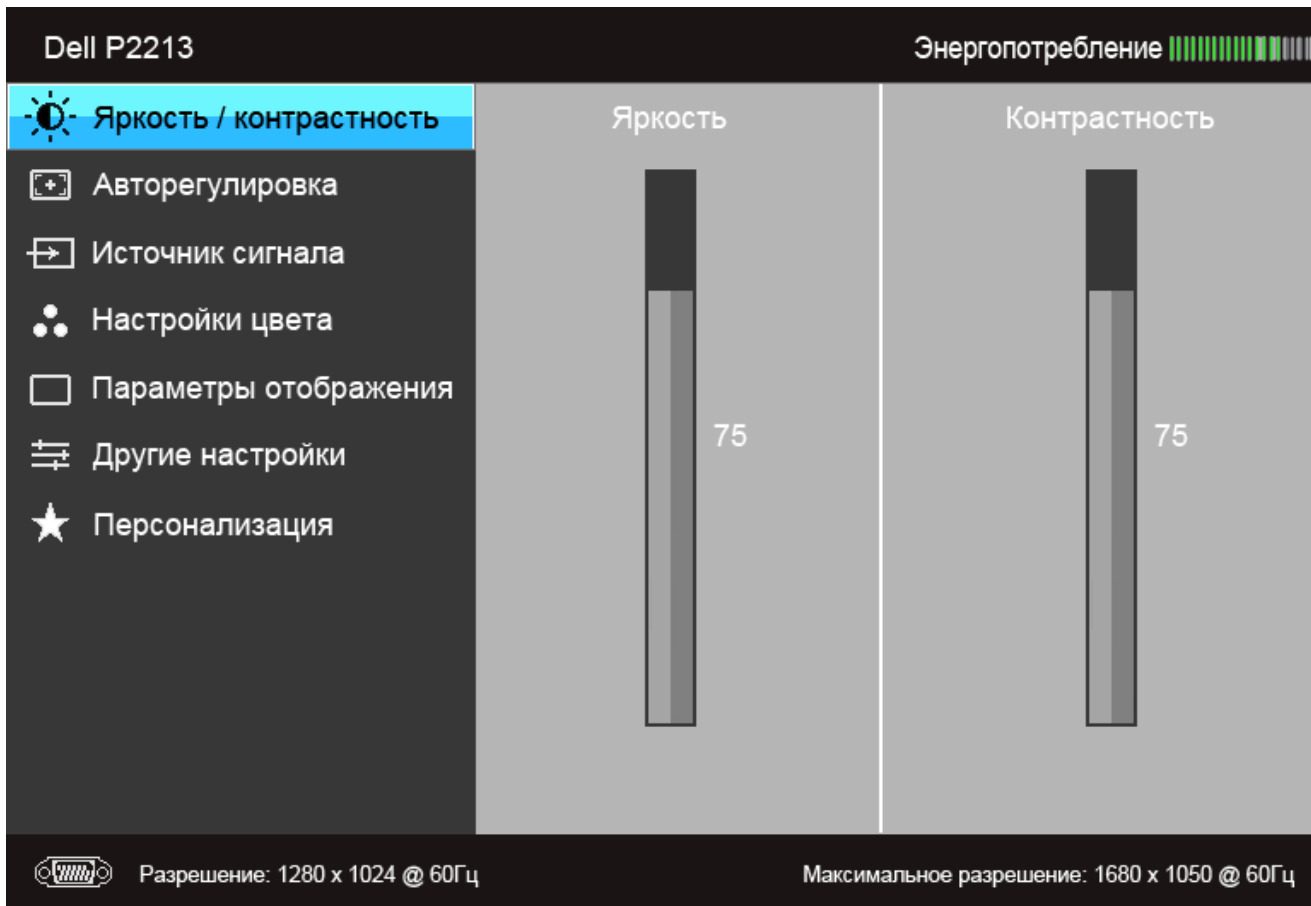 Dell P2213
Энергопотребление
Яркость / контрастность
Авторегулировка
Источник сигнала
Настройки цвета
Параметры отображения
Другие настройки
Персонализация
Яркость
75
Контрастность
75
Разрешение: 1280 x 1024 @ 60Гц
Максимальное разрешение: 1680 x 1050 @ 60Гц